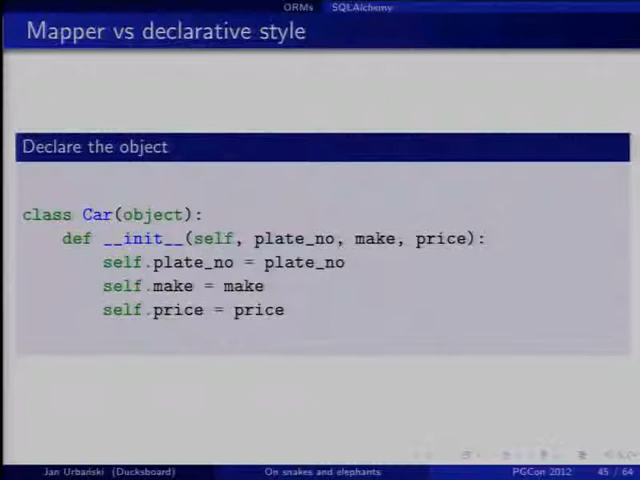 ORMs SQLAlchemy
Mapper vs declarative style
Declare the object
class Car(object):
def __init__(self, plate_no, make, price):
self.plate_no = plate_no
self.make = make
self.price = price
Jan Urbański (Ducksboard) On snakes and elephants PGCon 2012 45 / 64